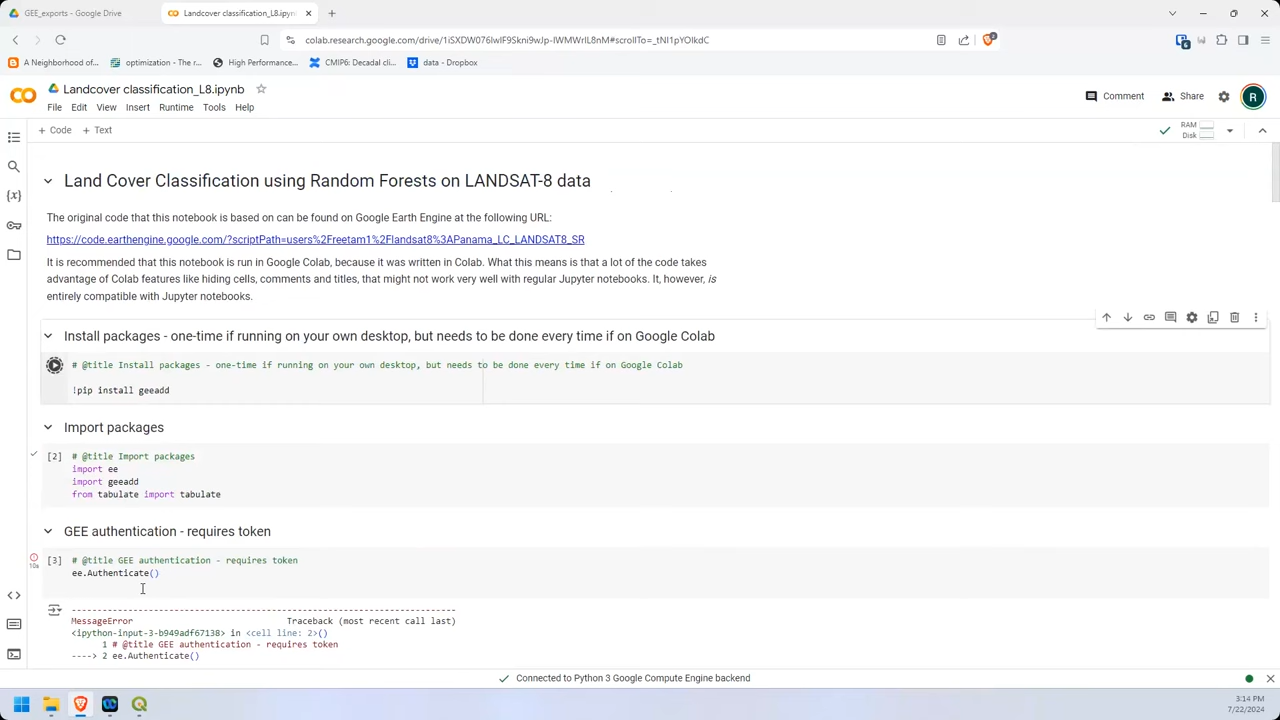 GEE_exports - Google Drive
Landcover classification_L8.ipynb
colab.research.google.com/drive/1iSXDW076lwIF9Skni9wJp-IWMWrlL8nM#scrollTo=_tNI1pYOlkdC
A Neighborhood of...
optimization - The r...
High Performance...
CMIP6: Decadal cli...
data - Dropbox
Landcover classification_L8.ipynb
File Edit View Insert Runtime Tools Help
Comment
Share
R
+ Code + Text
RAM
Disk
Land Cover Classification using Random Forests on LANDSAT-8 data
The original code that this notebook is based on can be found on Google Earth Engine at the following URL:
https://code.earthengine.google.com/?scriptPath=users%2Freetam1%2Flandsat8%3APanama_LC_LANDSAT8_SR
It is recommended that this notebook is run in Google Colab, because it was written in Colab. What this means is that a lot of the code takes
advantage of Colab features like hiding cells, comments and titles, that might not work very well with regular Jupyter notebooks. It, however, is
entirely compatible with Jupyter notebooks.
Install packages - one-time if running on your own desktop, but needs to be done every time if on Google Colab
# @title Install packages - one-time if running on your own desktop, but needs to be done every time if on Google Colab
!pip install geeadd
Import packages
[2] # @title Import packages
import ee
import geeadd
from tabulate import tabulate
GEE authentication - requires token
[3] # @title GEE authentication - requires token
10s
ee.Authenticate()
---------------------------------------------------------------------------
MessageError Traceback (most recent call last)
<ipython-input-3-b949adf67138> in <cell line: 2>()
1 # @title GEE authentication - requires token
----> 2 ee.Authenticate()
Connected to Python 3 Google Compute Engine backend
3:14 PM
7/22/2024